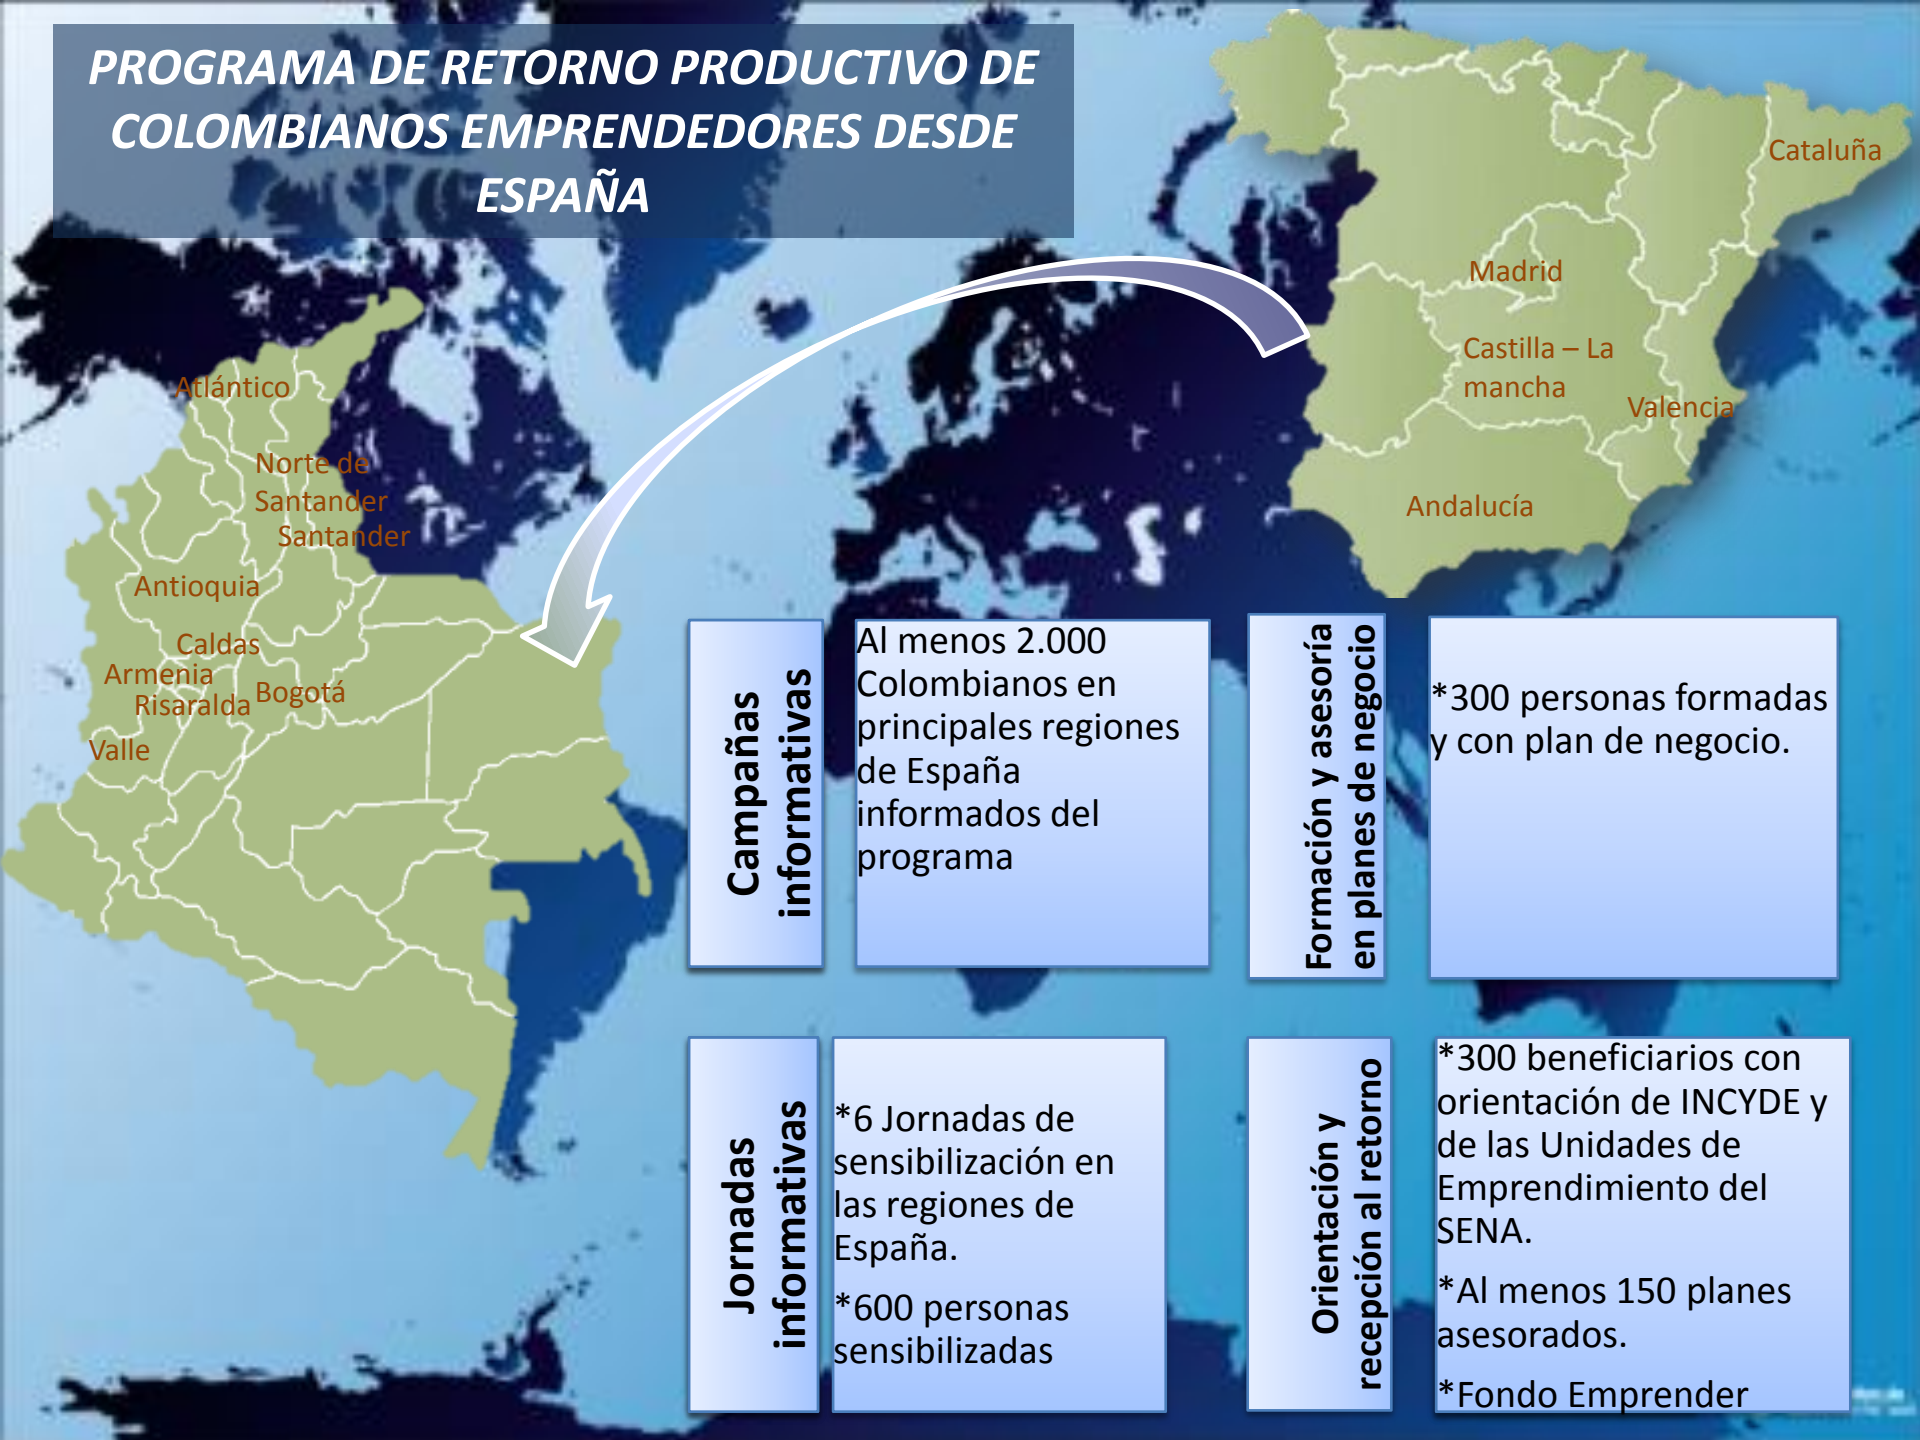 PROGRAMA DE RETORNO PRODUCTIVO DE
COLOMBIANOS EMPRENDEDORES DESDE
ESPAÑA
Cataluña
Madrid
Castilla – La
mancha
Valencia
Andalucía
Atlántico
Norte de
Santander
Santander
Antioquia
Caldas
Armenia
Risaralda
Bogotá
Valle
Campañas
informativas
Al menos 2.000
Colombianos en
principales regiones
de España
informados del
programa
Formación y asesoría
en planes de negocio
*300 personas formadas
y con plan de negocio.
Jornadas
informativas
*6 Jornadas de
sensibilización en
las regiones de
España.
*600 personas
sensibilizadas
Orientación y
recepción al retorno
*300 beneficiarios con
orientación de INCYDE y
de las Unidades de
Emprendimiento del
SENA.
*Al menos 150 planes
asesorados.
*Fondo Emprender